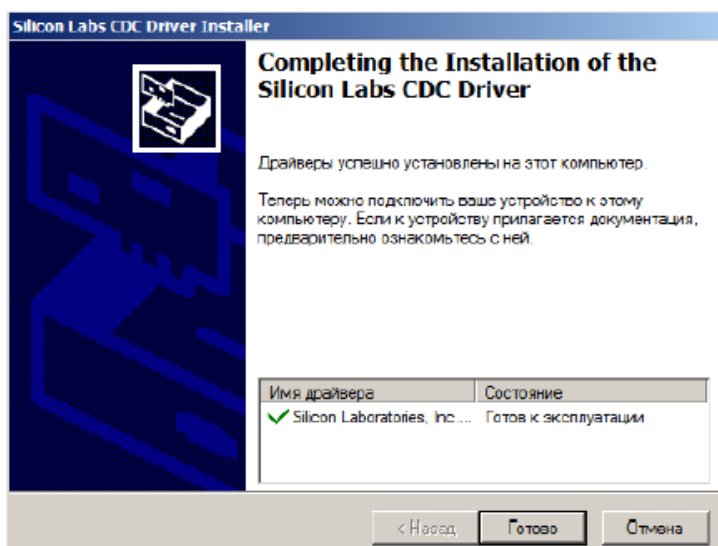 Silicon Labs CDC Driver Installer
Completing the Installation of the
Silicon Labs CDC Driver
Драйверы успешно установлены на этот компьютер.
Теперь можно подключить ваше устройство к этому
компьютеру. Если к устройству прилагается документация,
предварительно ознакомьтесь с ней.
Имя драйвера Состояние
Silicon Laboratories, Inc.... Готов к эксплуатации
< Назад Готово Отмена